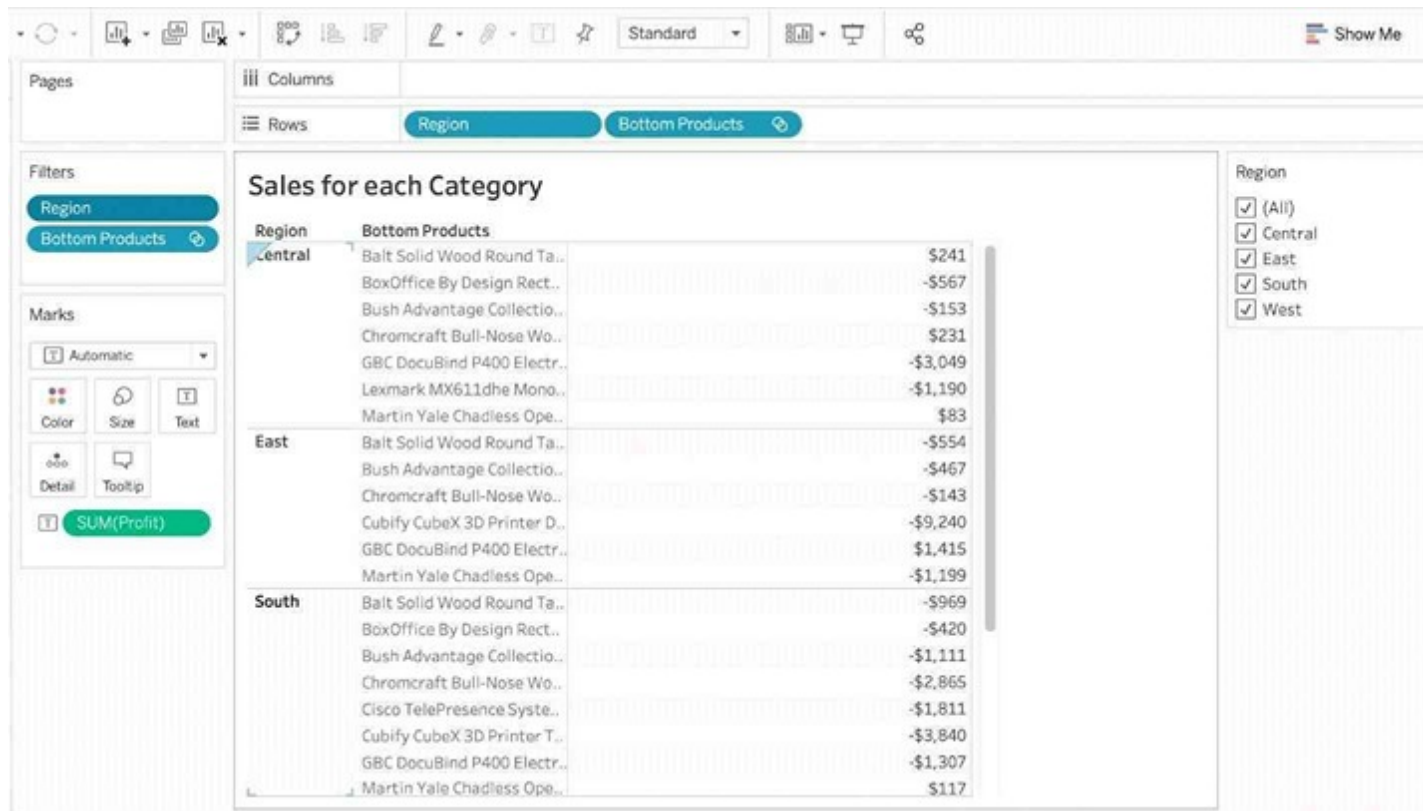 Standard
Show Me
Pages
Columns
Rows
Region
Bottom Products
Filters
Region
Bottom Products
Marks
Automatic
Color
Size
Text
Detail
Tooltip
SUM(Profit)
Sales for each Category
Region Bottom Products
Central Balt Solid Wood Round Ta.. $241
BoxOffice By Design Rect.. -$567
Bush Advantage Collectio.. -$153
Chromcraft Bull-Nose Wo.. $231
GBC DocuBind P400 Electr.. -$3,049
Lexmark MX611dhe Mono.. -$1,190
Martin Yale Chadless Ope.. $83
East Balt Solid Wood Round Ta.. -$554
Bush Advantage Collectio.. -$467
Chromcraft Bull-Nose Wo.. -$143
Cubify CubeX 3D Printer D.. -$9,240
GBC DocuBind P400 Electr.. $1,415
Martin Yale Chadless Ope.. -$1,199
South Balt Solid Wood Round Ta.. -$969
BoxOffice By Design Rect.. -$420
Bush Advantage Collectio.. -$1,111
Chromcraft Bull-Nose Wo.. -$2,865
Cisco TelePresence Syste.. -$1,811
Cubify CubeX 3D Printer T.. -$3,840
GBC DocuBind P400 Electr.. -$1,307
Martin Yale Chadless Ope.. $117
Region
(All)
Central
East
South
West